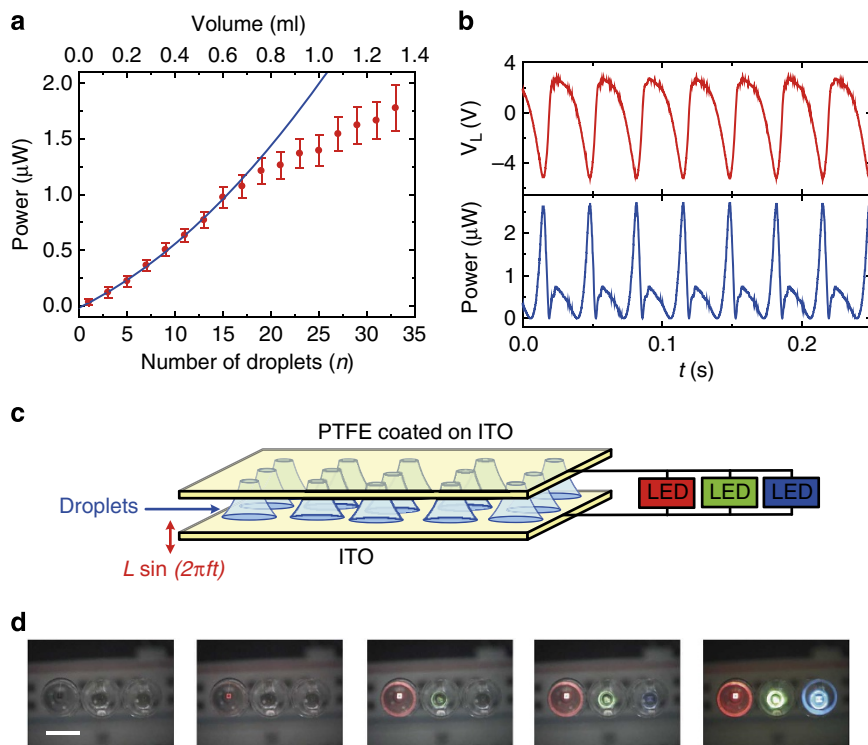 a
Volume (ml)
0.0 0.2 0.4 0.6 0.8 1.0 1.2 1.4
2.0
1.5
1.0
0.5
0.0
Power (μW)
0 5 10 15 20 25 30 35
Number of droplets (n)
b
4
0
−4
V_L (V)
2
1
0
Power (μW)
0.0 0.1 0.2
t (s)
c
PTFE coated on ITO
Droplets
LED LED LED
L sin (2πft)
ITO
d